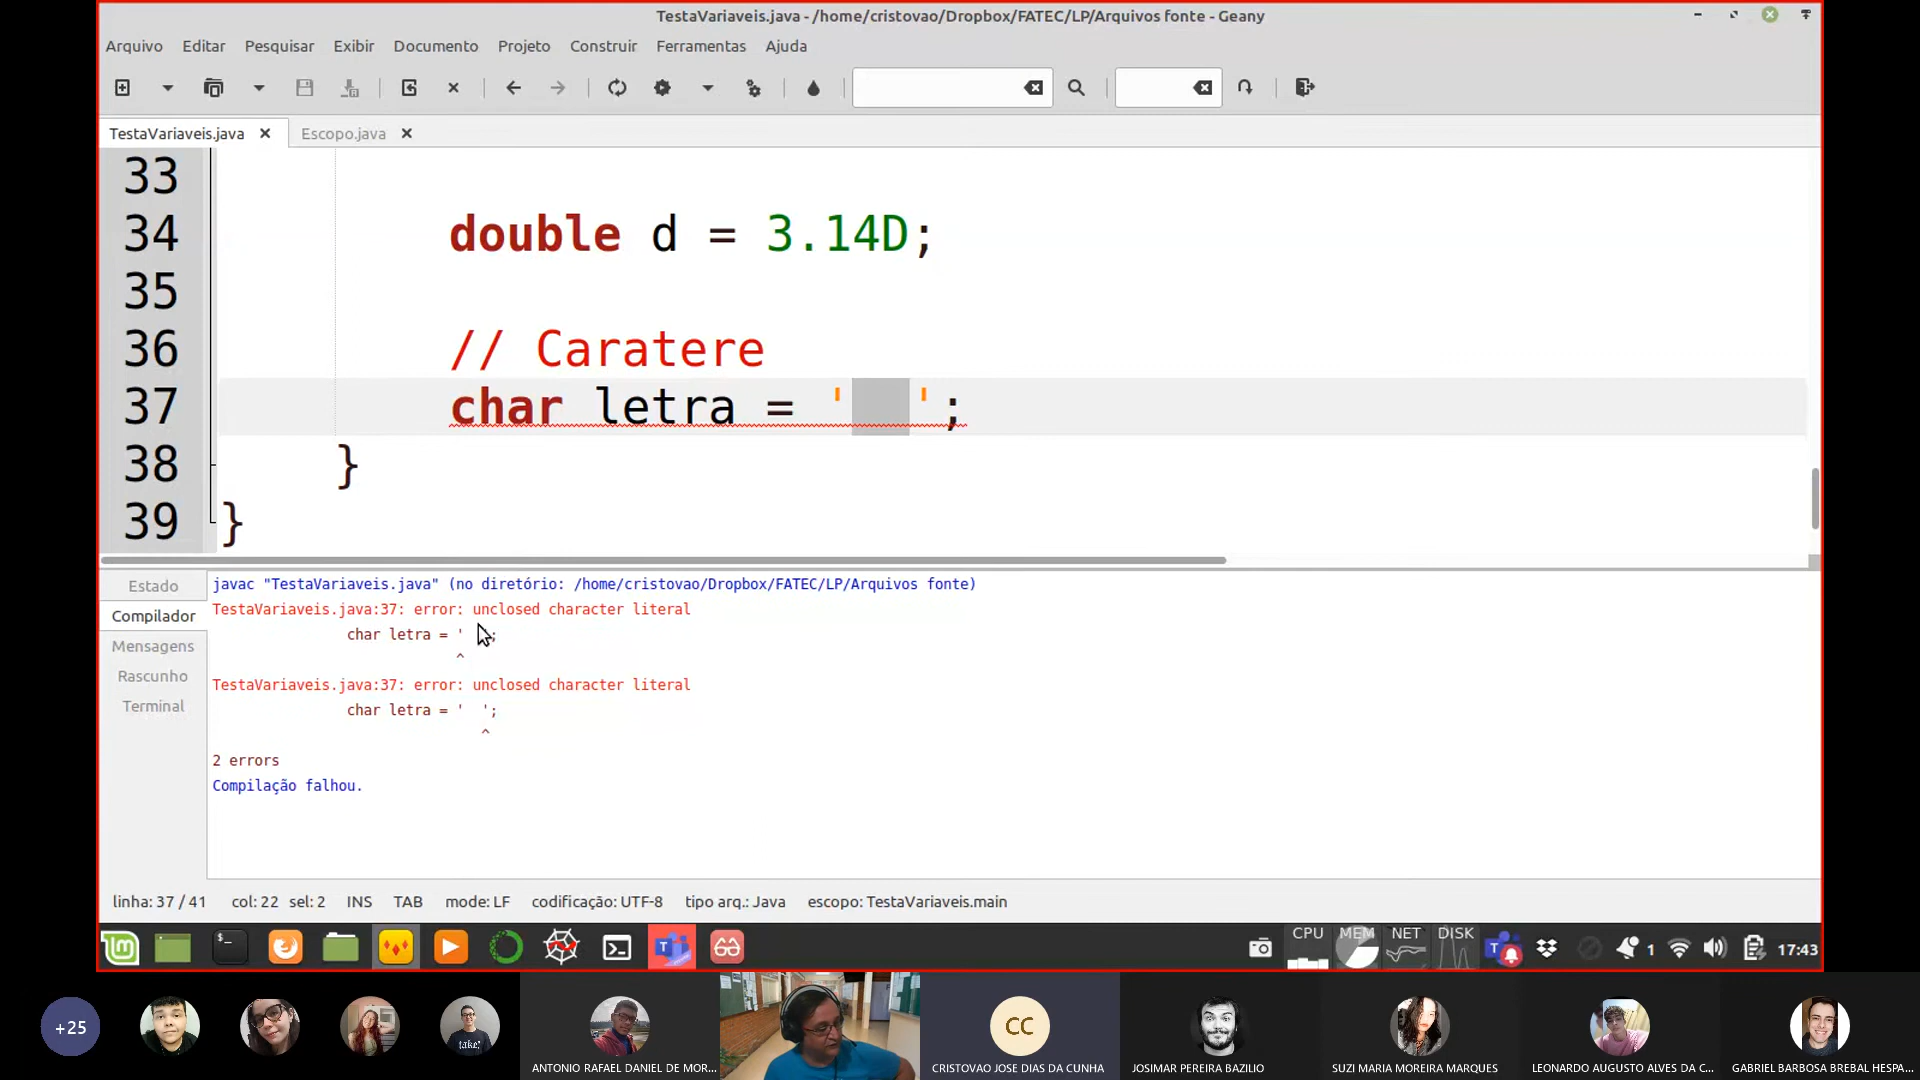 TestaVariaveis.java - /home/cristovao/Dropbox/FATEC/LP/Arquivos fonte - Geany
Arquivo Editar Pesquisar Exibir Documento Projeto Construir Ferramentas Ajuda
TestaVariaveis.java Escopo.java
33
34 double d = 3.14D;
35
36 // Caratere
37 char letra = '  ';
38 }
39 }
Estado
Compilador
Mensagens
Rascunho
Terminal
javac "TestaVariaveis.java" (no diretório: /home/cristovao/Dropbox/FATEC/LP/Arquivos fonte)
TestaVariaveis.java:37: error: unclosed character literal
char letra = '  ';
^
TestaVariaveis.java:37: error: unclosed character literal
char letra = '  ';
^
2 errors
Compilação falhou.
linha: 37 / 41 col: 22 sel: 2 INS TAB mode: LF codificação: UTF-8 tipo arq.: Java escopo: TestaVariaveis.main
CPU MEM NET DISK 1 17:43
+25
take!
CC
ANTONIO RAFAEL DANIEL DE MOR...
CRISTOVAO JOSE DIAS DA CUNHA
JOSIMAR PEREIRA BAZILIO
SUZI MARIA MOREIRA MARQUES
LEONARDO AUGUSTO ALVES DA C...
GABRIEL BARBOSA BREBAL HESPA...